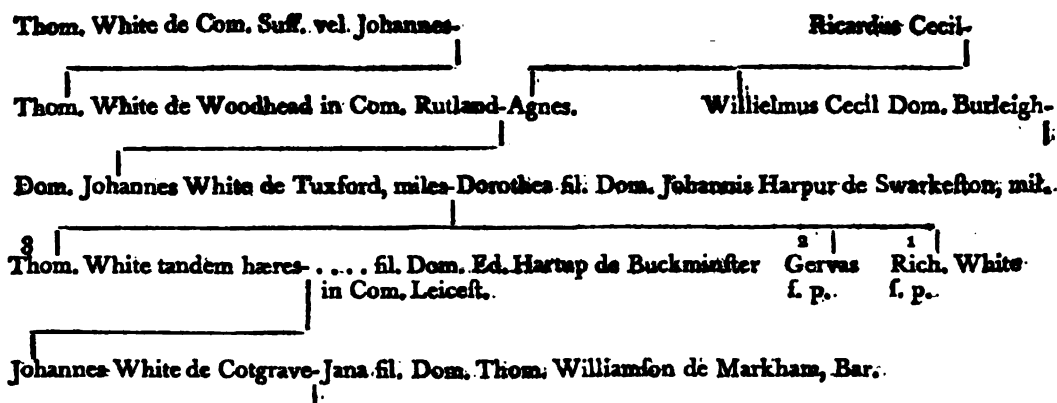 Thom. White de Com. Suff. vel. Johannes- Ricardus Cecil-
Thom. White de Woodhead in Com. Rutland-Agnes. Willielmus Cecil Dom. Burleigh-
Dom. Johannes White de Tuxford, miles-Dorothea fil. Dom. Johannis Harpur de Swarkeſton, mil.
3 2 1
Thom. White tandem hæres- . . . . . fil. Dom. Ed. Hartup de Buckminſter Gervas Rich. White
in Com. Leiceſt. ſ. p. ſ. p.
Johannes White de Cotgrave-Jana fil. Dom. Thom. Williamſon de Markham, Bar.